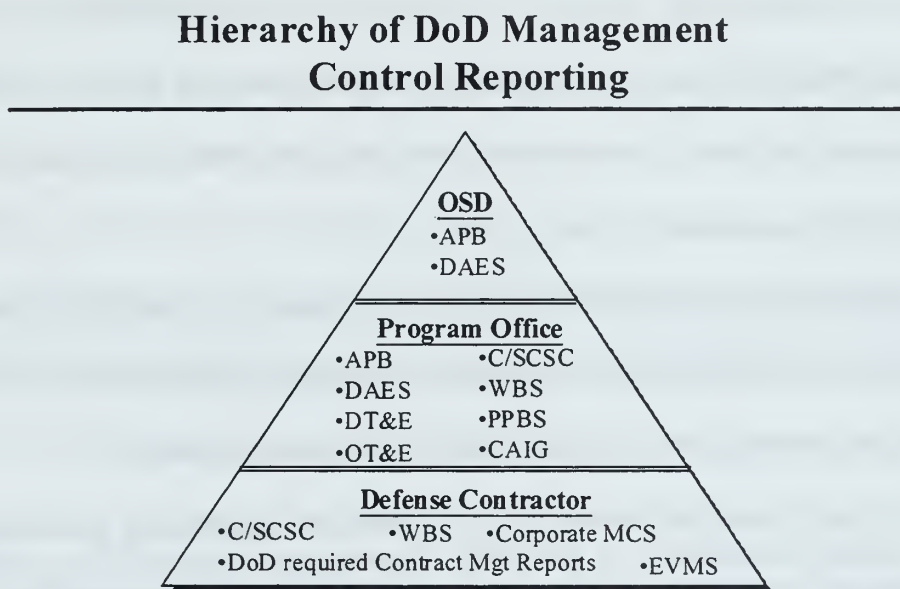 Hierarchy of DoD Management
Control Reporting
OSD
•APB
•DAES
Program Office
•APB •C/SCSC
•DAES •WBS
•DT&E •PPBS
•OT&E •CAIG
Defense Contractor
•C/SCSC •WBS •Corporate MCS
•DoD required Contract Mgt Reports •EVMS